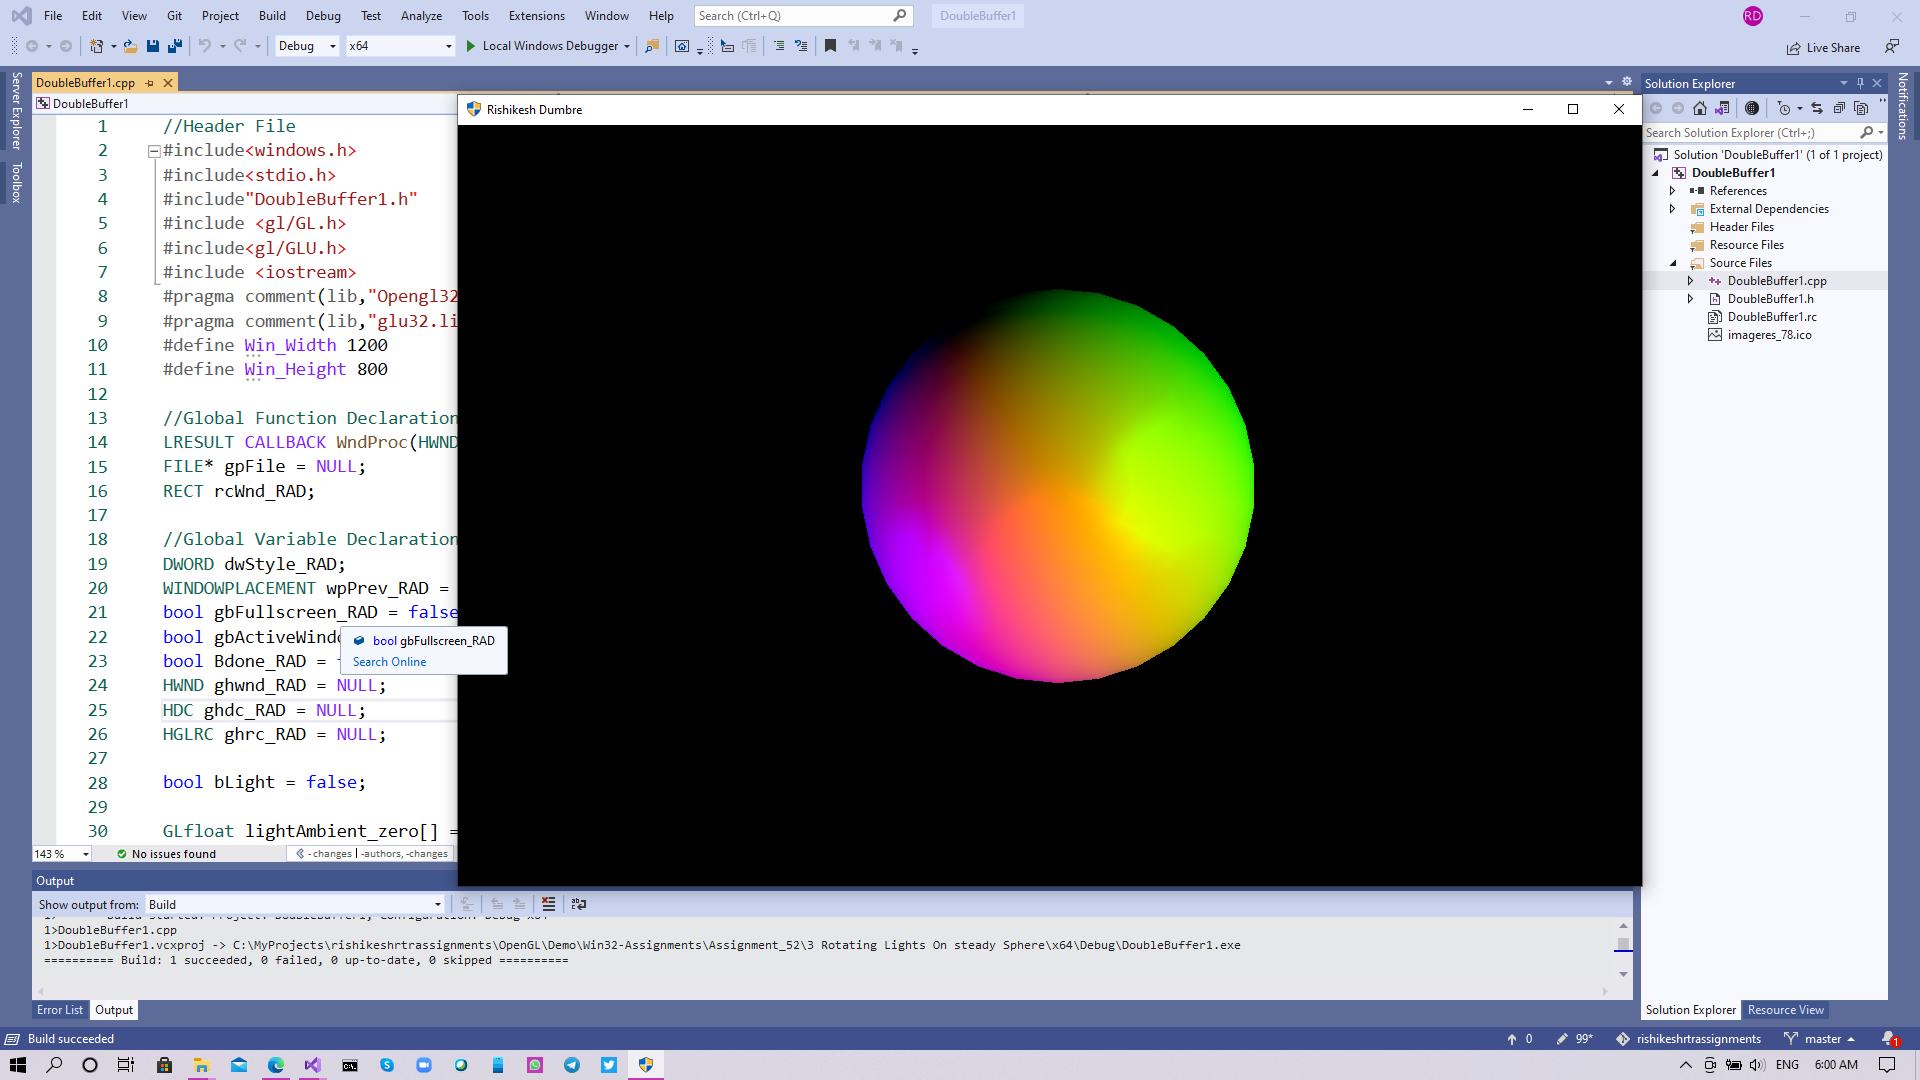 File Edit View Git Project Build Debug Test Analyze Tools Extensions Window Help Search (Ctrl+Q) DoubleBuffer1 RD
Debug x64 Local Windows Debugger Live Share
Server Explorer
Toolbox
DoubleBuffer1.cpp
DoubleBuffer1
1 //Header File
2 #include<windows.h>
3 #include<stdio.h>
4 #include"DoubleBuffer1.h"
5 #include <gl/GL.h>
6 #include<gl/GLU.h>
7 #include <iostream>
8 #pragma comment(lib,"Opengl32
9 #pragma comment(lib,"glu32.li
10 #define Win_Width 1200
11 #define Win_Height 800
12
13 //Global Function Declaration
14 LRESULT CALLBACK WndProc(HWND
15 FILE* gpFile = NULL;
16 RECT rcWnd_RAD;
17
18 //Global Variable Declaration
19 DWORD dwStyle_RAD;
20 WINDOWPLACEMENT wpPrev_RAD =
21 bool gbFullscreen_RAD = false
22 bool gbActiveWindo
23 bool Bdone_RAD =
24 HWND ghwnd_RAD = NULL;
25 HDC ghdc_RAD = NULL;
26 HGLRC ghrc_RAD = NULL;
27
28 bool bLight = false;
29
30 GLfloat lightAmbient_zero[] =
bool gbFullscreen_RAD
Search Online
143 % No issues found - changes | -authors, -changes
Rishikesh Dumbre
Solution Explorer
Search Solution Explorer (Ctrl+;)
Solution 'DoubleBuffer1' (1 of 1 project)
DoubleBuffer1
References
External Dependencies
Header Files
Resource Files
Source Files
DoubleBuffer1.cpp
DoubleBuffer1.h
DoubleBuffer1.rc
imageres_78.ico
Solution Explorer Resource View
Notifications
Output
Show output from: Build
1>DoubleBuffer1.cpp
1>DoubleBuffer1.vcxproj -> C:\MyProjects\rishikeshrtrassignments\OpenGL\Demo\Win32-Assignments\Assignment_52\3 Rotating Lights On steady Sphere\x64\Debug\DoubleBuffer1.exe
========== Build: 1 succeeded, 0 failed, 0 up-to-date, 0 skipped ==========
Error List Output
Build succeeded 0 99* rishikeshrtrassignments master 1
ENG 6:00 AM